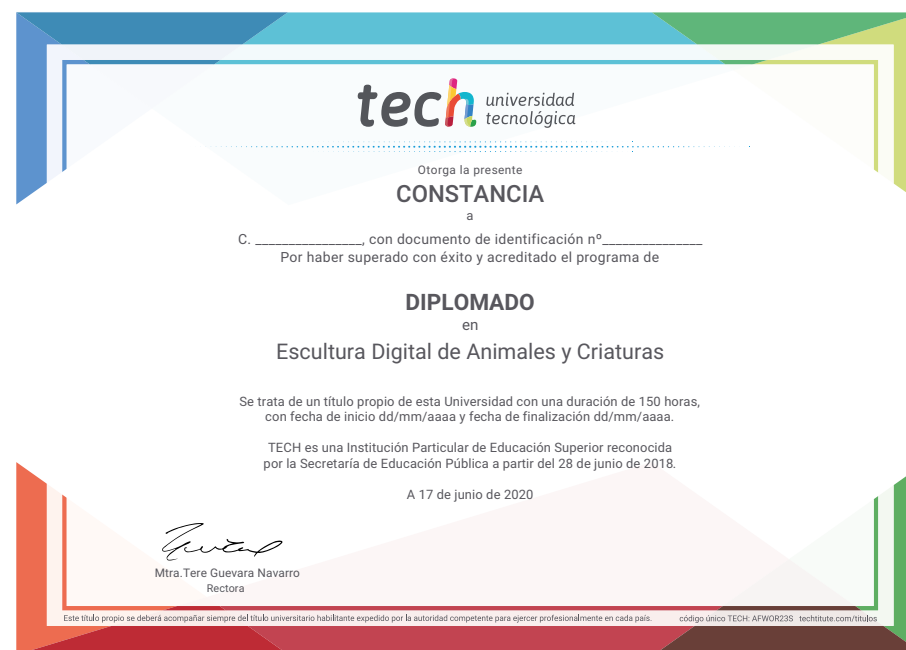 tech universidad
tecnológica
Otorga la presente
CONSTANCIA
a
C. ________________, con documento de identificación nº_______________
Por haber superado con éxito y acreditado el programa de
DIPLOMADO
en
Escultura Digital de Animales y Criaturas
Se trata de un título propio de esta Universidad con una duración de 150 horas,
con fecha de inicio dd/mm/aaaa y fecha de finalización dd/mm/aaaa.
TECH es una Institución Particular de Educación Superior reconocida
por la Secretaría de Educación Pública a partir del 28 de junio de 2018.
A 17 de junio de 2020
Mtra.Tere Guevara Navarro
Rectora
Este título propio se deberá acompañar siempre del título universitario habilitante expedido por la autoridad competente para ejercer profesionalmente en cada país. código único TECH: AFWOR23S techtitute.com/titulos